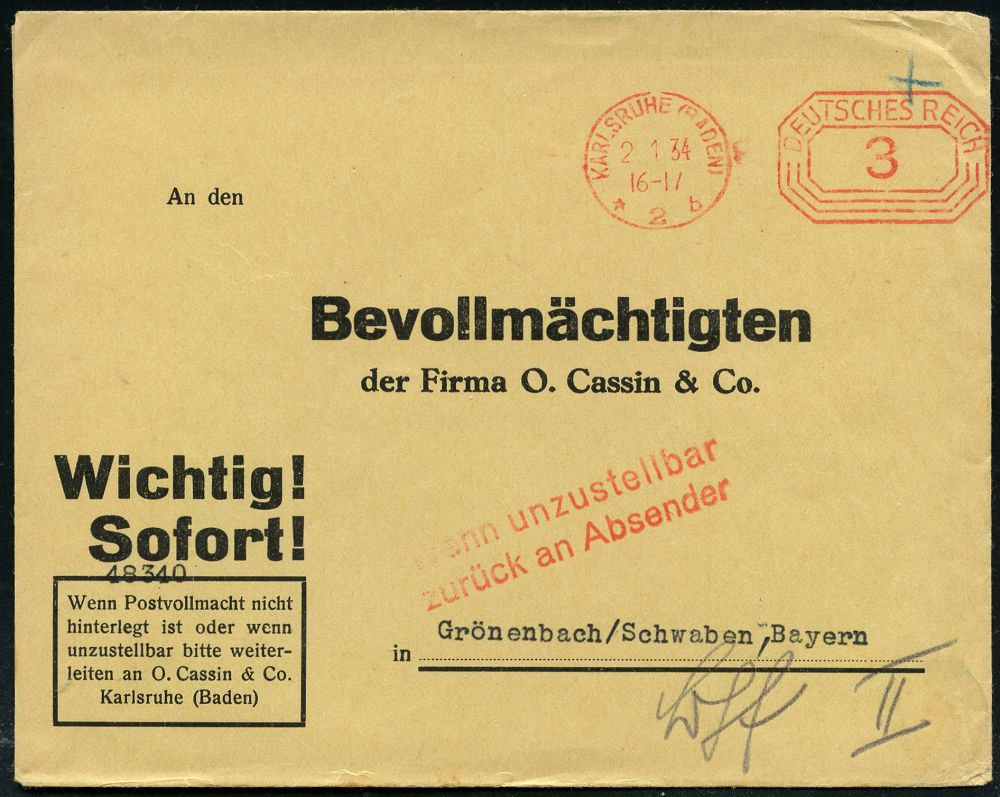 KARLSRUHE (BADEN)
2 1 34
16-17
* 2 b
DEUTSCHES REICH
3
An den
Bevollmächtigten
der Firma O. Cassin & Co.
Wichtig!
Sofort!
48340
Wenn Postvollmacht nicht
hinterlegt ist oder wenn
unzustellbar bitte weiter-
leiten an O. Cassin & Co.
Karlsruhe (Baden)
Wenn unzustellbar
zurück an Absender
in Grönenbach/Schwaben, Bayern
II